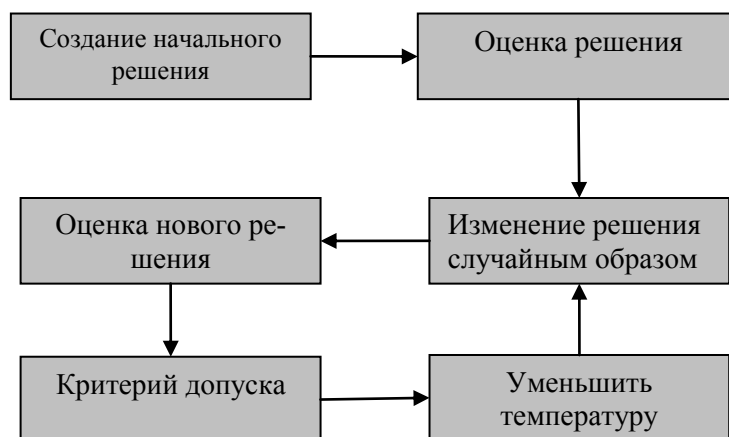 Создание начального
решения
Оценка решения
Изменение решения
случайным образом
Оценка нового ре-
шения
Критерий допуска
Уменьшить
температуру